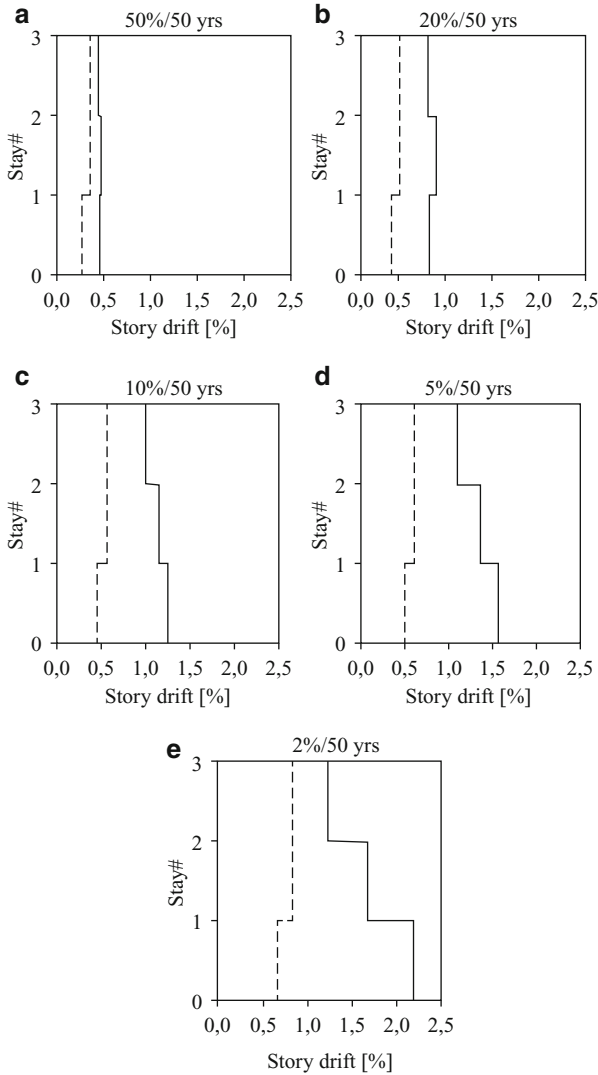 a
50%/50 yrs
3
2
1
0
Stay#
0,0 0,5 1,0 1,5 2,0 2,5
Story drift [%]
b
20%/50 yrs
3
2
1
0
Stay#
0,0 0,5 1,0 1,5 2,0 2,5
Story drift [%]
c
10%/50 yrs
3
2
1
0
Stay#
0,0 0,5 1,0 1,5 2,0 2,5
Story drift [%]
d
5%/50 yrs
3
2
1
0
Stay#
0,0 0,5 1,0 1,5 2,0 2,5
Story drift [%]
e
2%/50 yrs
3
2
1
0
Stay#
0,0 0,5 1,0 1,5 2,0 2,5
Story drift [%]